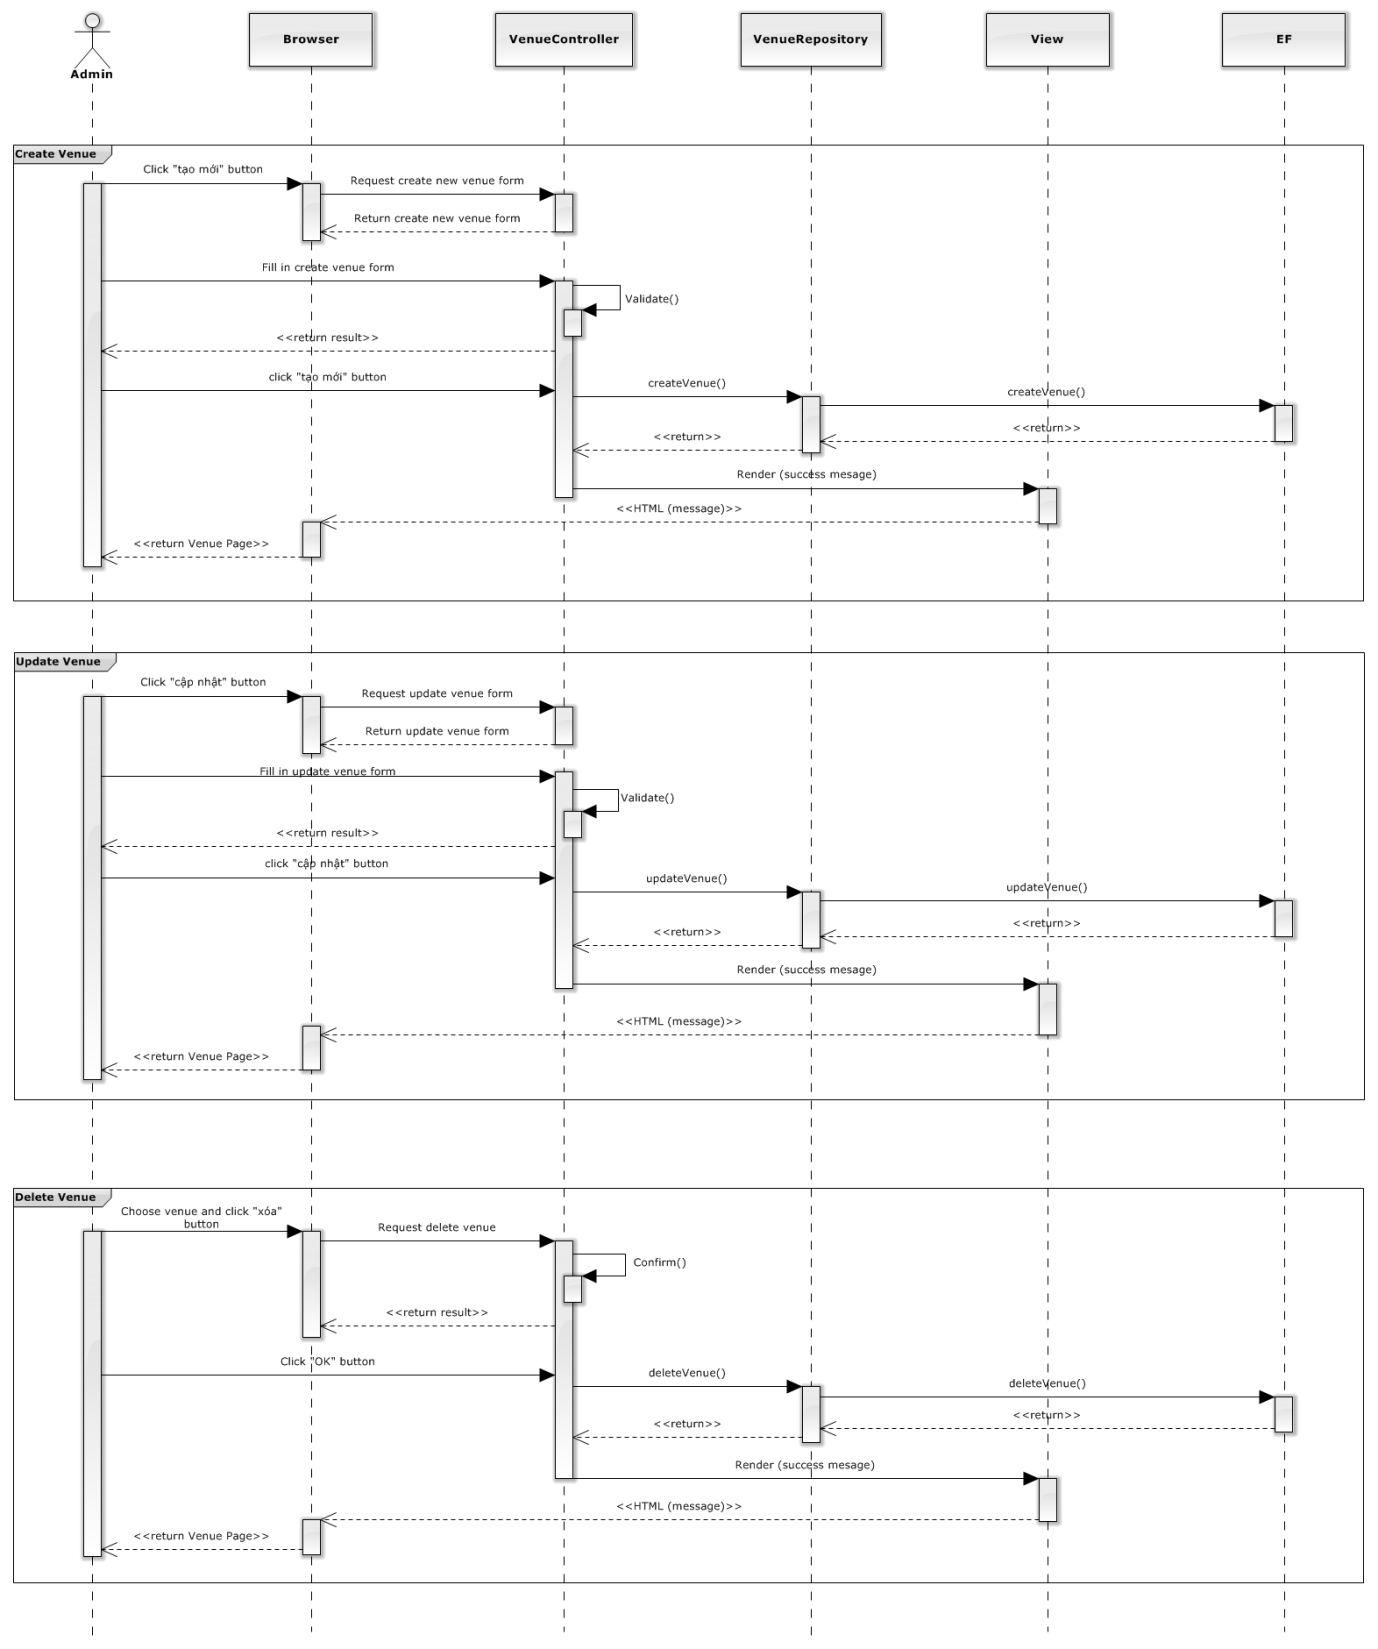 Admin
Browser
VenueController
VenueRepository
View
EF
Create Venue
Click "tạo mới" button
Request create new venue form
Return create new venue form
Fill in create venue form
Validate()
<<return result>>
click "tạo mới" button
createVenue()
createVenue()
<<return>>
<<return>>
Render (success mesage)
<<HTML (message)>>
<<return Venue Page>>
Update Venue
Click "cập nhật" button
Request update venue form
Return update venue form
Fill in update venue form
Validate()
<<return result>>
click "cập nhật" button
updateVenue()
updateVenue()
<<return>>
<<return>>
Render (success mesage)
<<HTML (message)>>
<<return Venue Page>>
Delete Venue
Choose venue and click "xóa"
button
Request delete venue
Confirm()
<<return result>>
Click "OK" button
deleteVenue()
deleteVenue()
<<return>>
<<return>>
Render (success mesage)
<<HTML (message)>>
<<return Venue Page>>